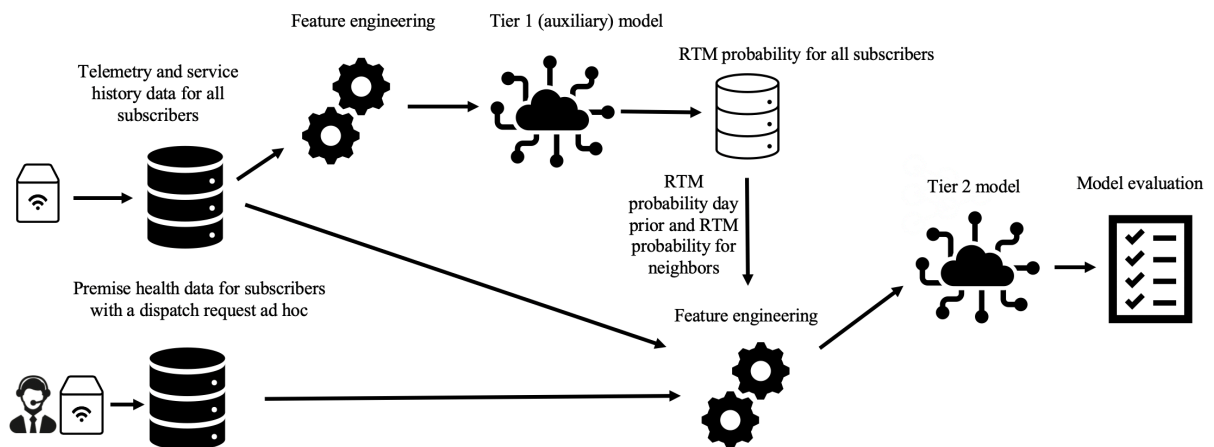 Feature engineering
Tier 1 (auxiliary) model
RTM probability for all subscribers
Telemetry and service
history data for all
subscribers
RTM
probability day
prior and RTM
probability for
neighbors
Tier 2 model
Model evaluation
Premise health data for subscribers
with a dispatch request ad hoc
Feature engineering